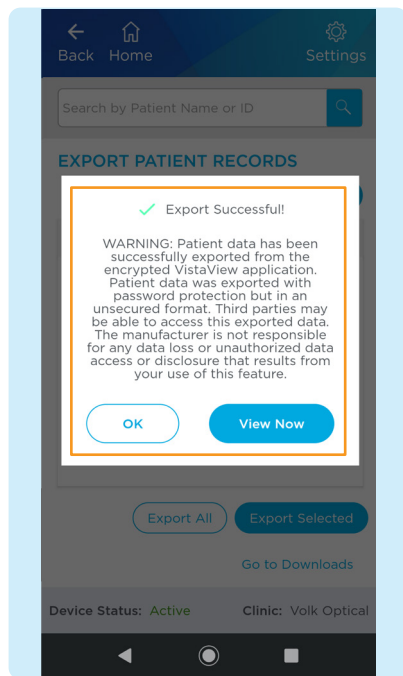 Back Home Settings
Search by Patient Name or ID
EXPORT PATIENT RECORDS
Export Successful!
WARNING: Patient data has been
successfully exported from the
encrypted VistaView application.
Patient data was exported with
password protection but in an
unsecured format. Third parties may
be able to access this exported data.
The manufacturer is not responsible
for any data loss or unauthorized data
access or disclosure that results from
your use of this feature.
OK View Now
Export All Export Selected
Go to Downloads
Device Status: Active Clinic: Volk Optical